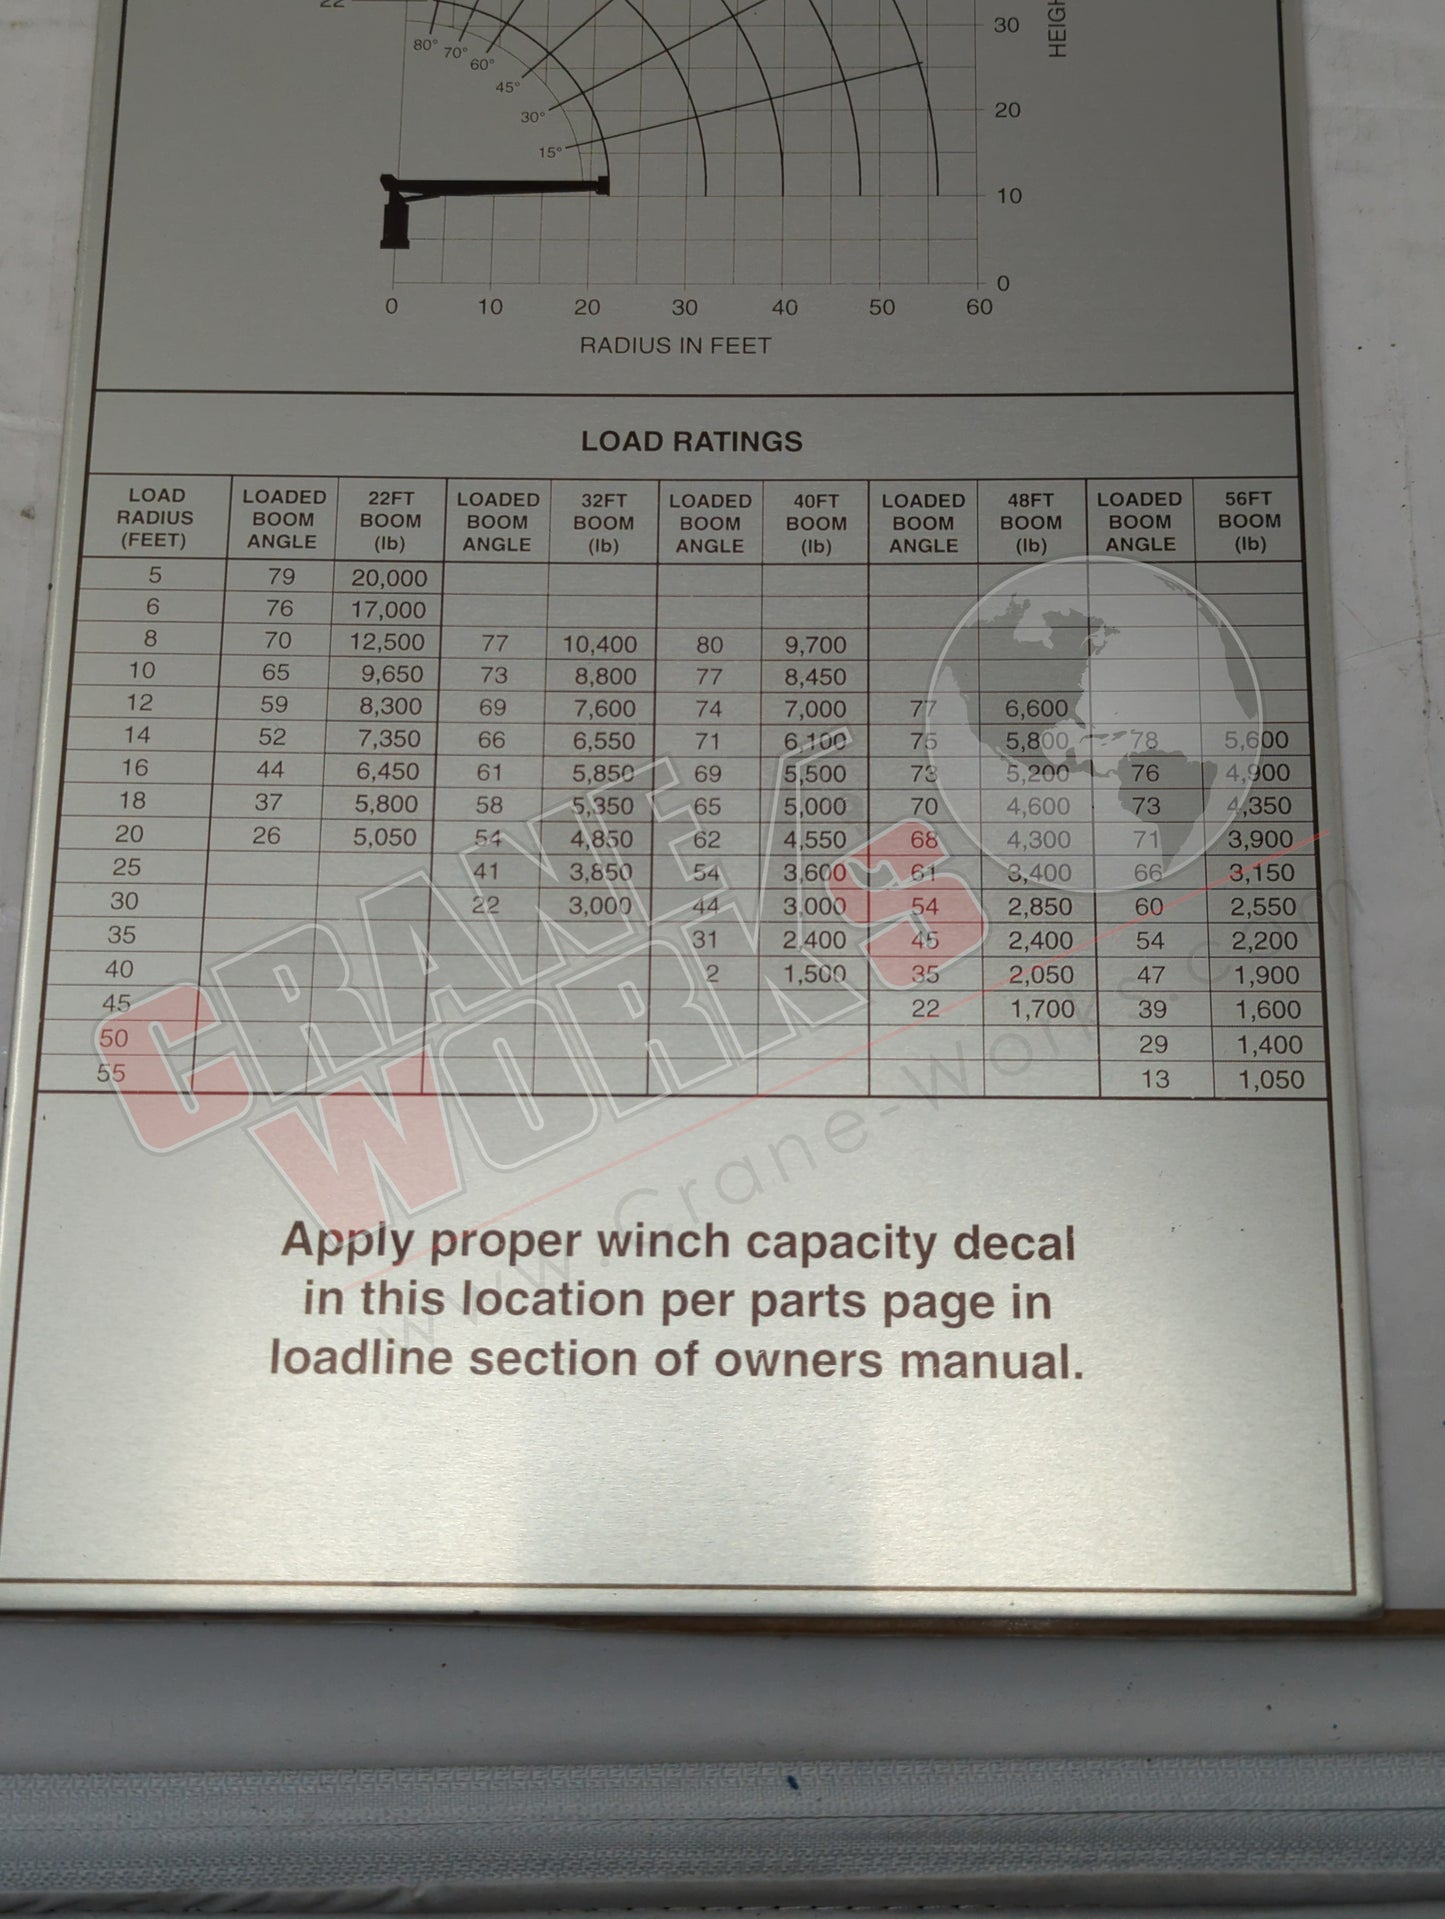 22
80°
70°
60°
45°
30°
15°
30
HEIGH
20
10
0
0 10 20 30 40 50 60
RADIUS IN FEET
LOAD RATINGS
LOAD RADIUS (FEET) LOADED BOOM ANGLE 22FT BOOM (lb) LOADED BOOM ANGLE 32FT BOOM (lb) LOADED BOOM ANGLE 40FT BOOM (lb) LOADED BOOM ANGLE 48FT BOOM (lb) LOADED BOOM ANGLE 56FT BOOM (lb)
5 79 20,000
6 76 17,000
8 70 12,500 77 10,400 80 9,700
10 65 9,650 73 8,800 77 8,450
12 59 8,300 69 7,600 74 7,000 77 6,600
14 52 7,350 66 6,550 71 6,100 75 5,800 78 5,600
16 44 6,450 61 5,850 69 5,500 73 5,200 76 4,900
18 37 5,800 58 5,350 65 5,000 70 4,600 73 4,350
20 26 5,050 54 4,850 62 4,550 68 4,300 71 3,900
25 41 3,850 54 3,600 61 3,400 66 3,150
30 22 3,000 44 3,000 54 2,850 60 2,550
35 31 2,400 45 2,400 54 2,200
40 2 1,500 35 2,050 47 1,900
45 22 1,700 39 1,600
50 29 1,400
55 13 1,050
CRANE WORKS
www.Crane-Works.com
Apply proper winch capacity decal
in this location per parts page in
loadline section of owners manual.